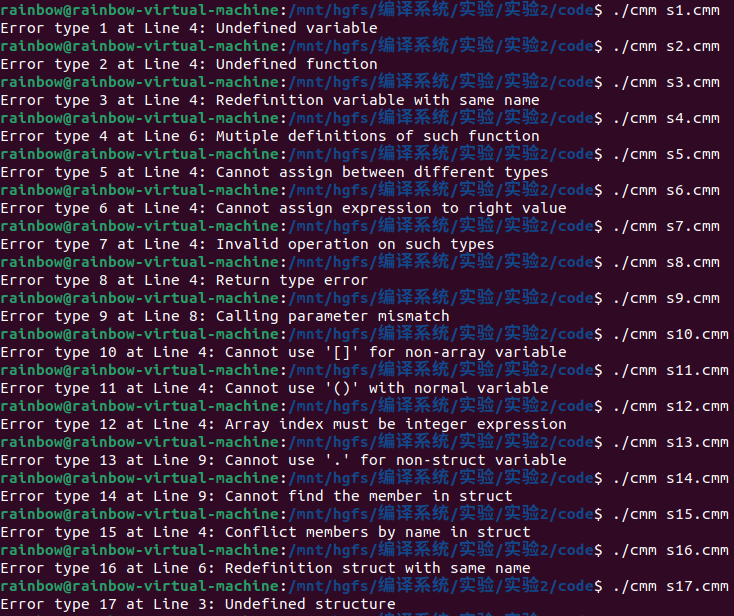 rainbow@rainbow-virtual-machine:/mnt/hgfs/编译系统/实验/实验2/code$ ./cmm s1.cmm
Error type 1 at Line 4: Undefined variable
rainbow@rainbow-virtual-machine:/mnt/hgfs/编译系统/实验/实验2/code$ ./cmm s2.cmm
Error type 2 at Line 4: Undefined function
rainbow@rainbow-virtual-machine:/mnt/hgfs/编译系统/实验/实验2/code$ ./cmm s3.cmm
Error type 3 at Line 4: Redefinition variable with same name
rainbow@rainbow-virtual-machine:/mnt/hgfs/编译系统/实验/实验2/code$ ./cmm s4.cmm
Error type 4 at Line 6: Mutiple definitions of such function
rainbow@rainbow-virtual-machine:/mnt/hgfs/编译系统/实验/实验2/code$ ./cmm s5.cmm
Error type 5 at Line 4: Cannot assign between different types
rainbow@rainbow-virtual-machine:/mnt/hgfs/编译系统/实验/实验2/code$ ./cmm s6.cmm
Error type 6 at Line 4: Cannot assign expression to right value
rainbow@rainbow-virtual-machine:/mnt/hgfs/编译系统/实验/实验2/code$ ./cmm s7.cmm
Error type 7 at Line 4: Invalid operation on such types
rainbow@rainbow-virtual-machine:/mnt/hgfs/编译系统/实验/实验2/code$ ./cmm s8.cmm
Error type 8 at Line 4: Return type error
rainbow@rainbow-virtual-machine:/mnt/hgfs/编译系统/实验/实验2/code$ ./cmm s9.cmm
Error type 9 at Line 8: Calling parameter mismatch
rainbow@rainbow-virtual-machine:/mnt/hgfs/编译系统/实验/实验2/code$ ./cmm s10.cmm
Error type 10 at Line 4: Cannot use '[]' for non-array variable
rainbow@rainbow-virtual-machine:/mnt/hgfs/编译系统/实验/实验2/code$ ./cmm s11.cmm
Error type 11 at Line 4: Cannot use '()' with normal variable
rainbow@rainbow-virtual-machine:/mnt/hgfs/编译系统/实验/实验2/code$ ./cmm s12.cmm
Error type 12 at Line 4: Array index must be integer expression
rainbow@rainbow-virtual-machine:/mnt/hgfs/编译系统/实验/实验2/code$ ./cmm s13.cmm
Error type 13 at Line 9: Cannot use '.' for non-struct variable
rainbow@rainbow-virtual-machine:/mnt/hgfs/编译系统/实验/实验2/code$ ./cmm s14.cmm
Error type 14 at Line 9: Cannot find the member in struct
rainbow@rainbow-virtual-machine:/mnt/hgfs/编译系统/实验/实验2/code$ ./cmm s15.cmm
Error type 15 at Line 4: Conflict members by name in struct
rainbow@rainbow-virtual-machine:/mnt/hgfs/编译系统/实验/实验2/code$ ./cmm s16.cmm
Error type 16 at Line 6: Redefinition struct with same name
rainbow@rainbow-virtual-machine:/mnt/hgfs/编译系统/实验/实验2/code$ ./cmm s17.cmm
Error type 17 at Line 3: Undefined structure